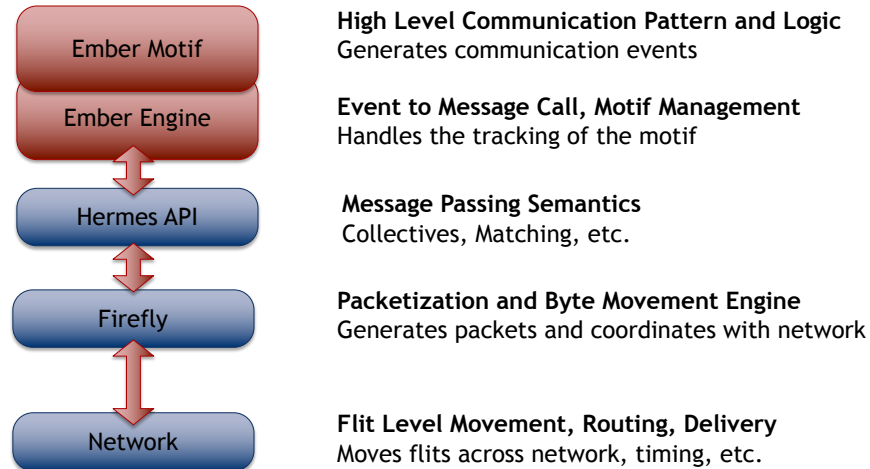 Ember Motif
High Level Communication Pattern and Logic
Generates communication events
Ember Engine
Event to Message Call, Motif Management
Handles the tracking of the motif
Hermes API
Message Passing Semantics
Collectives, Matching, etc.
Firefly
Packetization and Byte Movement Engine
Generates packets and coordinates with network
Network
Flit Level Movement, Routing, Delivery
Moves flits across network, timing, etc.